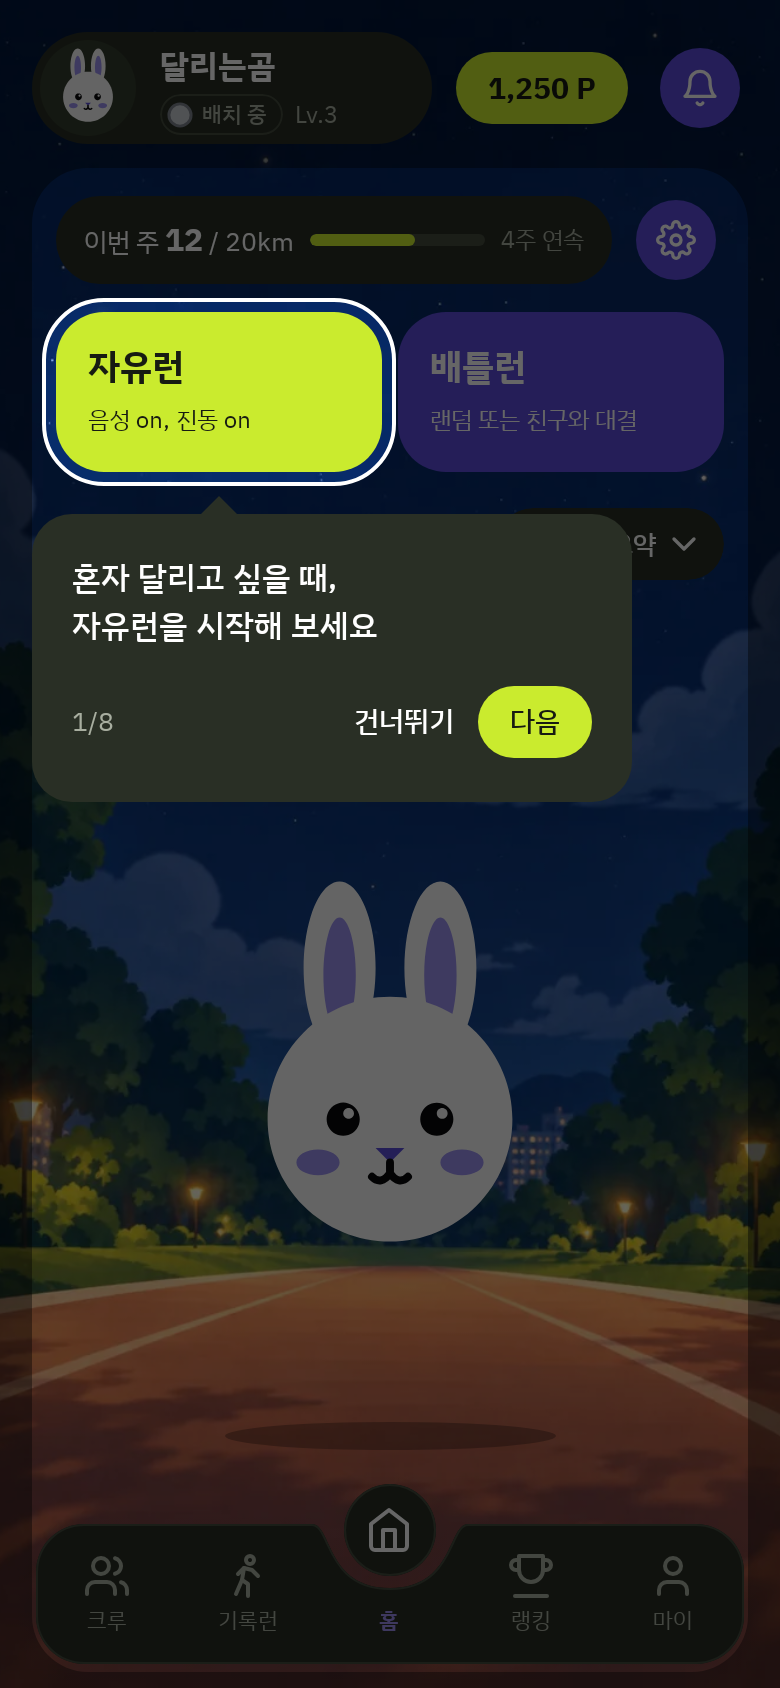 달리는곰
배치 중 Lv.3
1,250 P
이번 주 12 / 20km
4주 연속
자유런
음성 on, 진동 on
배틀런
랜덤 또는 친구와 대결
약
혼자 달리고 싶을 때,
자유런을 시작해 보세요
1/8
건너뛰기
다음
크루
기록런
홈
랭킹
마이